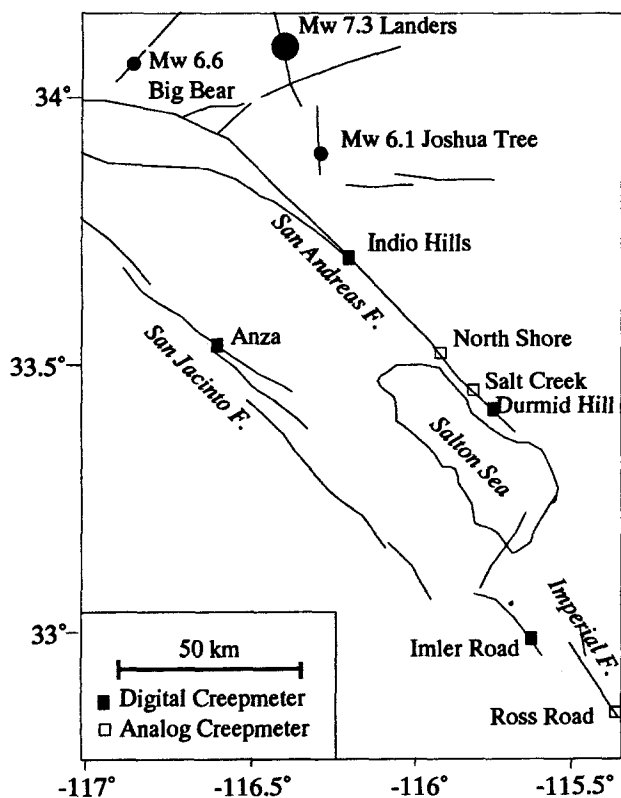 Mw 7.3 Landers
Mw 6.6
Big Bear
34°
Mw 6.1 Joshua Tree
San Andreas F.
Indio Hills
Anza
North Shore
33.5°
San Jacinto F.
Salt Creek
Durmid Hill
Salton Sea
Imperial F.
33°
Imler Road
50 km
Digital Creepmeter
Analog Creepmeter
Ross Road
-117°
-116.5°
-116°
-115.5°